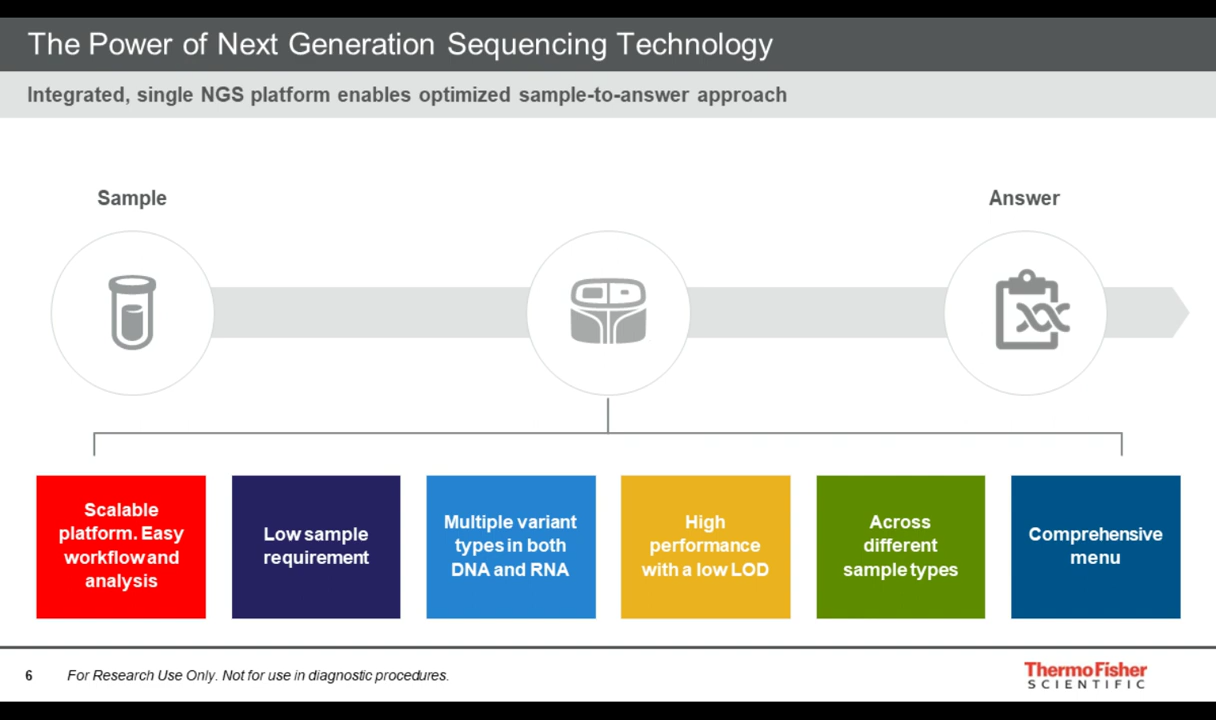 The Power of Next Generation Sequencing Technology
Integrated, single NGS platform enables optimized sample-to-answer approach
Sample
Answer
Scalable
platform. Easy
workflow and
analysis
Low sample
requirement
Multiple variant
types in both
DNA and RNA
High
performance
with a low LOD
Across
different
sample types
Comprehensive
menu
6
For Research Use Only. Not for use in diagnostic procedures.
ThermoFisher
SCIENTIFIC